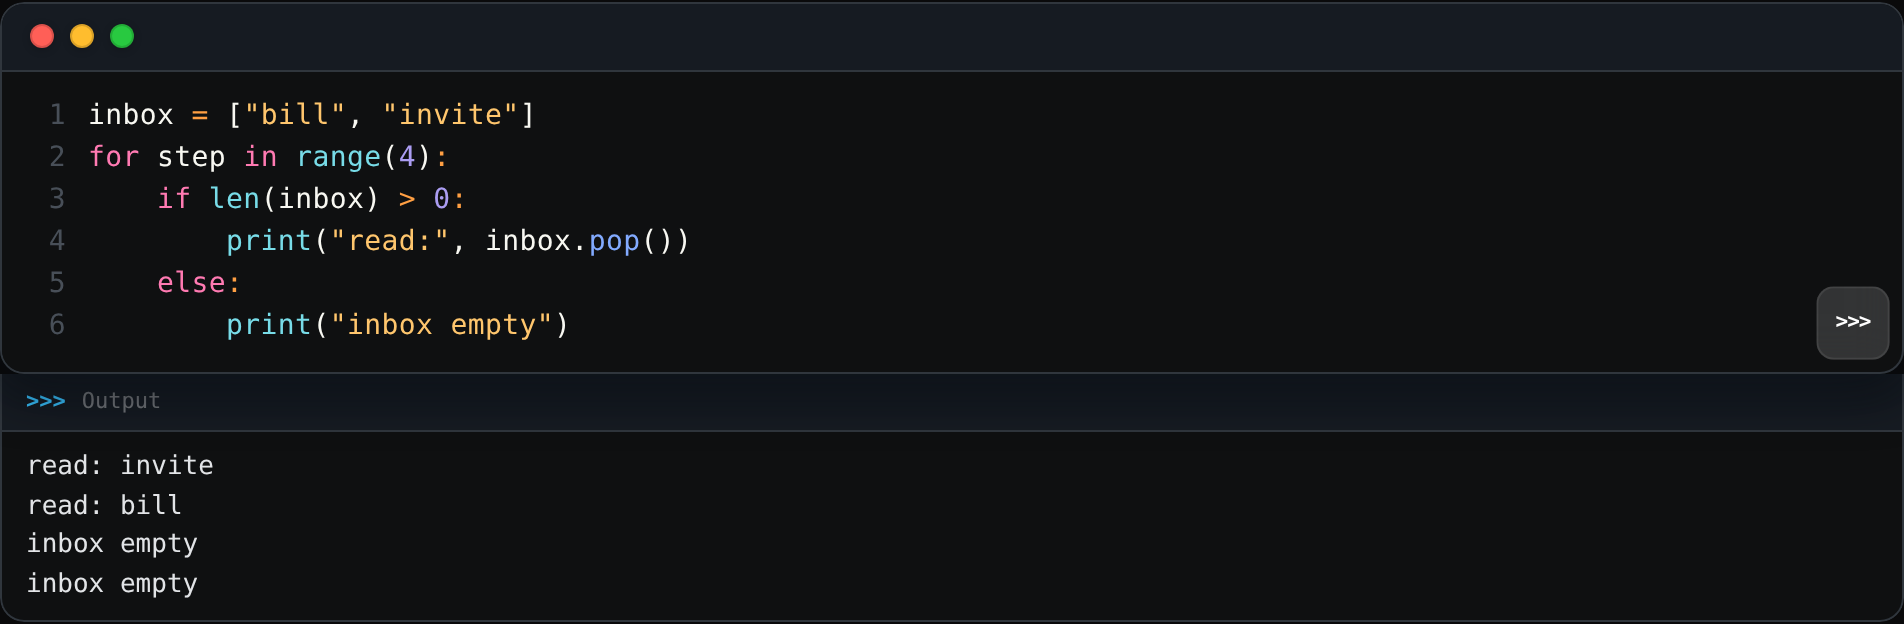 1 inbox = ["bill", "invite"]
2 for step in range(4):
3     if len(inbox) > 0:
4         print("read:", inbox.pop())
5     else:
6         print("inbox empty")
>>>
>>> Output
read: invite
read: bill
inbox empty
inbox empty